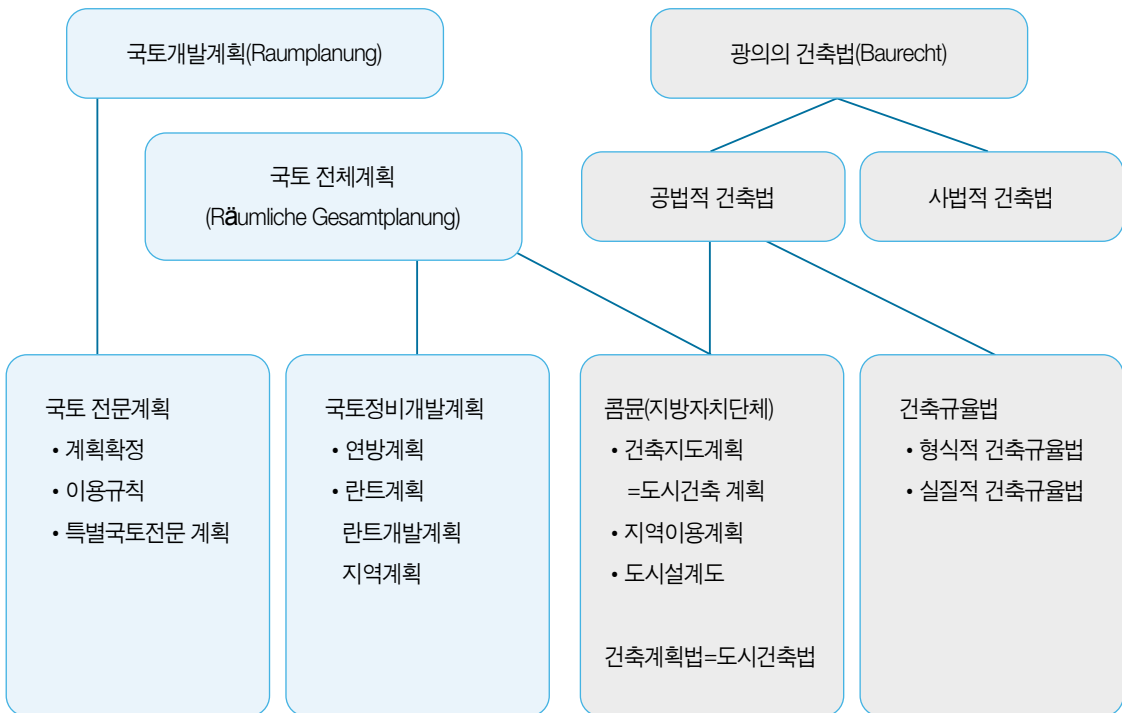 국토개발계획(Raumplanung)
광의의 건축법(Baurecht)
국토 전체계획
(Räumliche Gesamtplanung)
공법적 건축법
사법적 건축법
국토 전문계획
• 계획확정
• 이용규칙
• 특별국토전문 계획
국토정비개발계획
• 연방계획
• 란트계획
란트개발계획
지역계획
콤뮨(지방자치단체)
• 건축지도계획
=도시건축 계획
• 지역이용계획
• 도시설계도
건축계획법=도시건축법
건축규율법
• 형식적 건축규율법
• 실질적 건축규율법